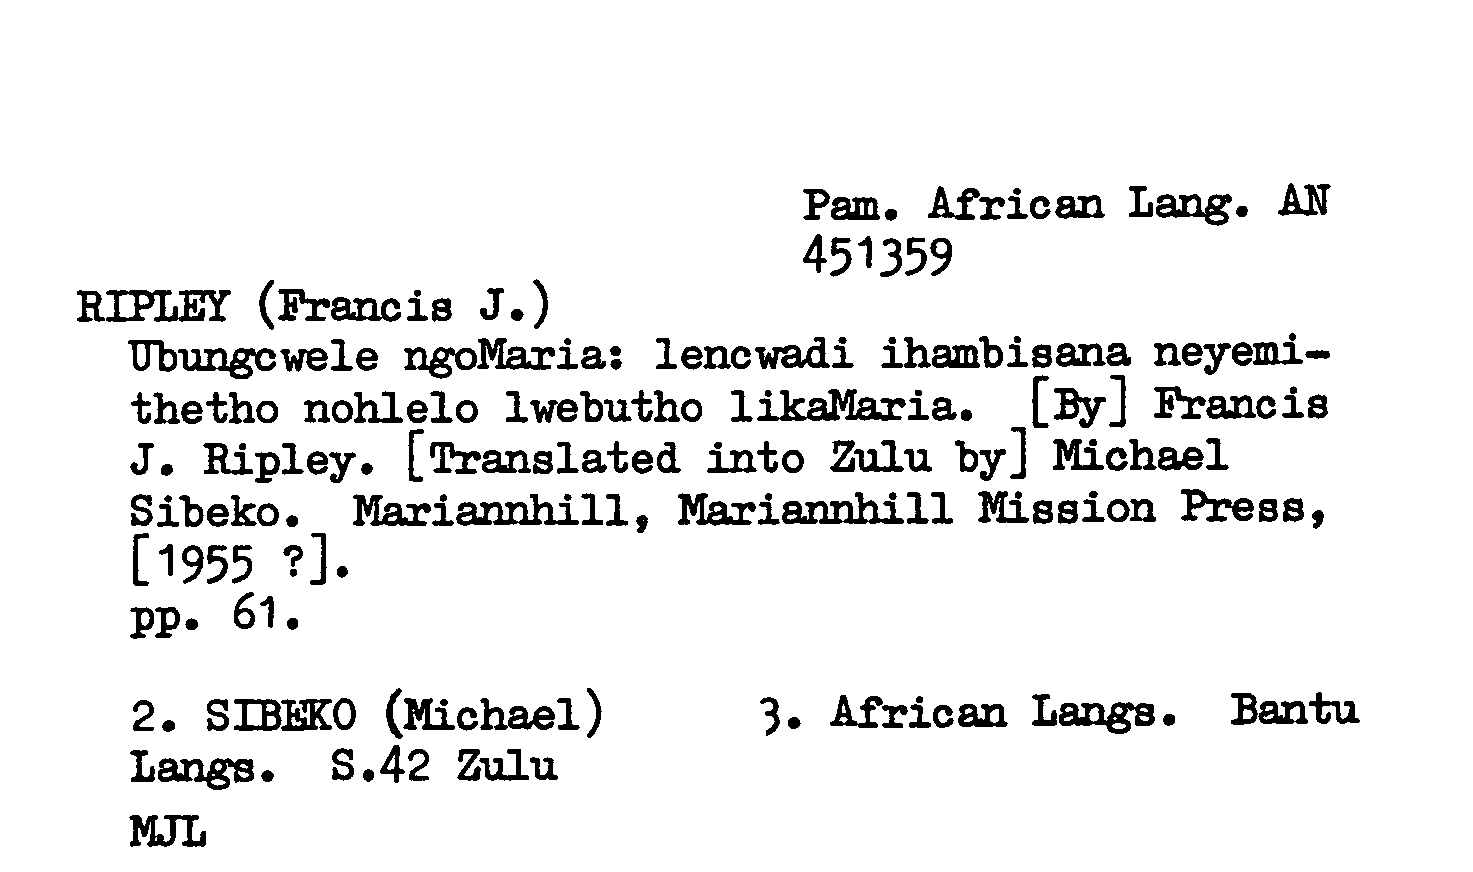 Pam. African Lang. AN
451359
RIPLEY (Francis J.)
Ubungcwele ngoMaria: lencwadi ihambisana neyemi-
thetho nohlelo lwebutho likaMaria. [By] Francis
J. Ripley. [Translated into Zulu by] Michael
Sibeko. Mariannhill, Mariannhill Mission Press,
[1955 ?].
pp. 61.
2. SIBEKO (Michael) 3. African Langs. Bantu
Langs. S.42 Zulu
MJL